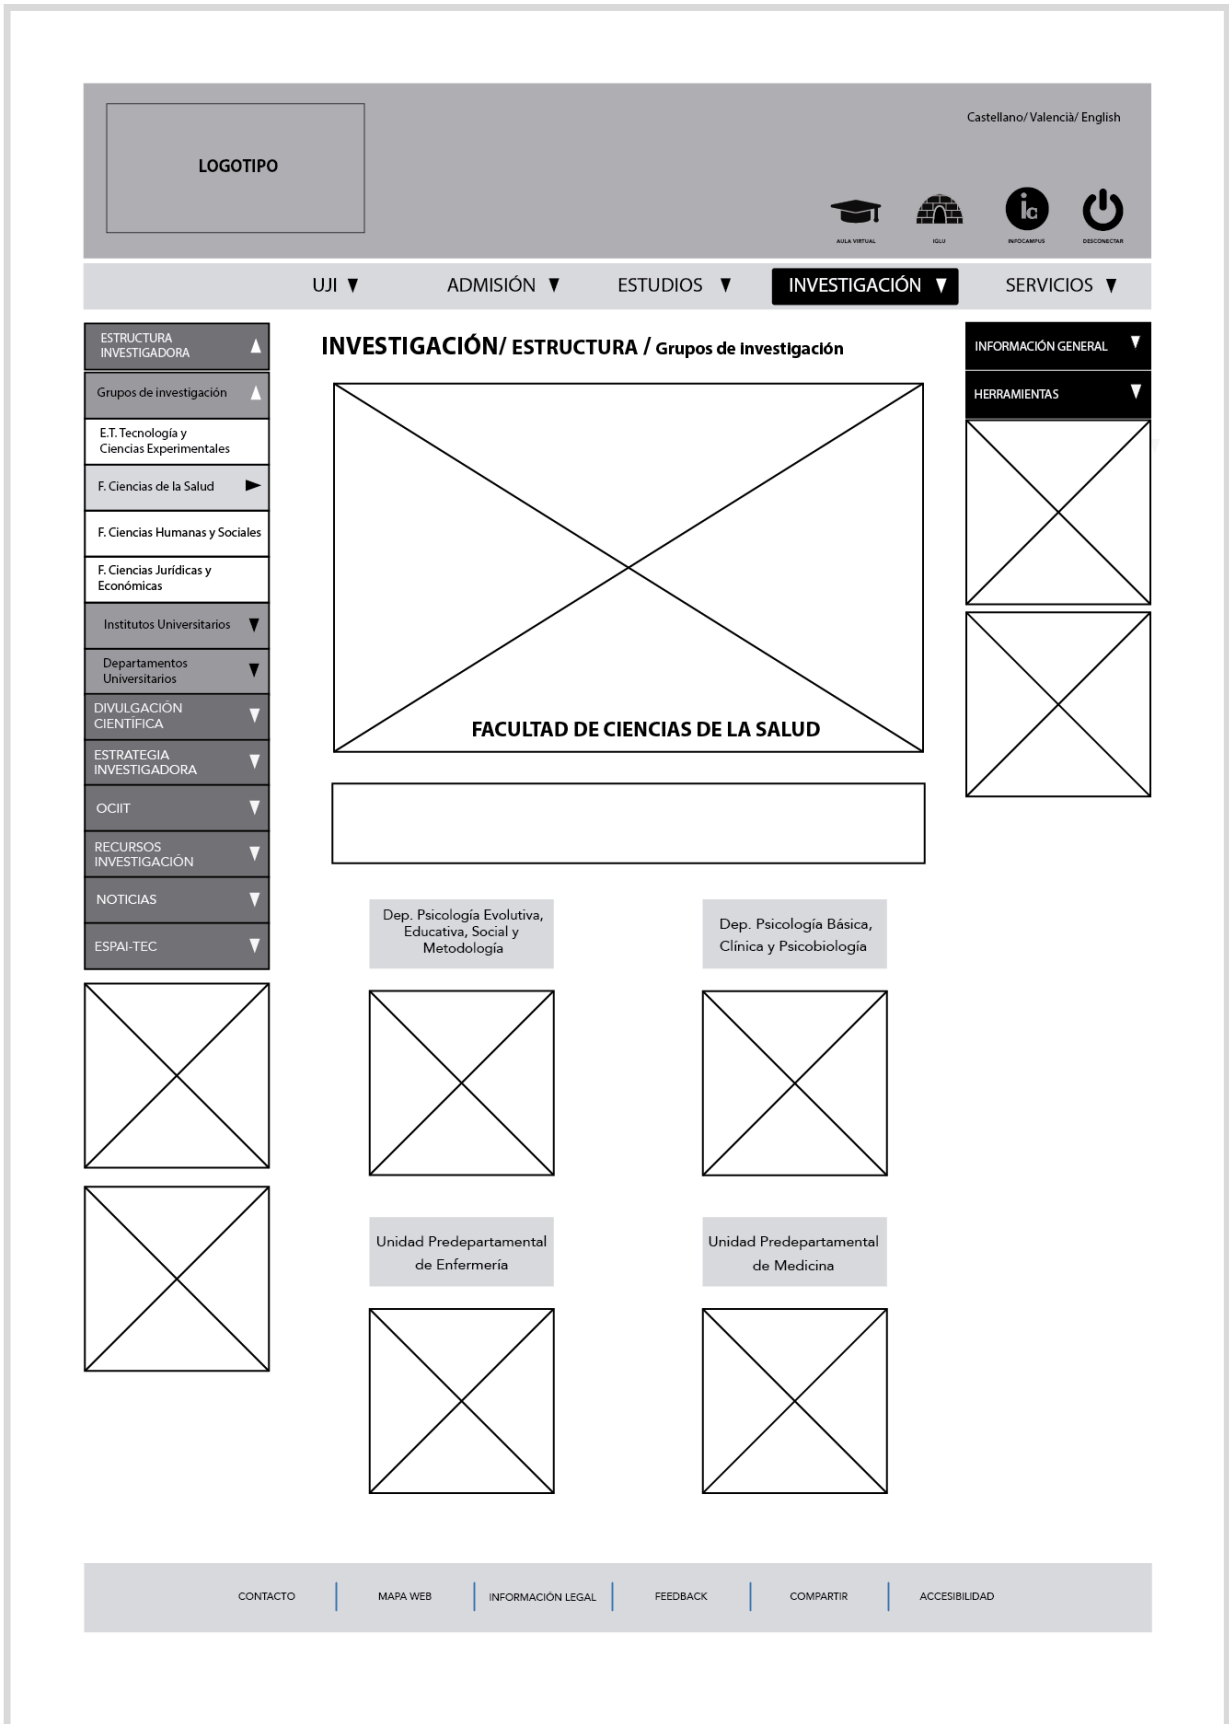 Castellano/ Valencià/ English
LOGOTIPO
AULA VIRTUAL
IGLU
INFOCAMPUS
DESCONECTAR
UJI
ADMISIÓN
ESTUDIOS
INVESTIGACIÓN
SERVICIOS
ESTRUCTURA
INVESTIGADORA
Grupos de investigación
E.T. Tecnología y
Ciencias Experimentales
F. Ciencias de la Salud
F. Ciencias Humanas y Sociales
F. Ciencias Jurídicas y
Económicas
Institutos Universitarios
Departamentos
Universitarios
DIVULGACIÓN
CIENTÍFICA
ESTRATEGIA
INVESTIGADORA
OCIIT
RECURSOS
INVESTIGACIÓN
NOTICIAS
ESPAI-TEC
INVESTIGACIÓN/ ESTRUCTURA / Grupos de investigación
FACULTAD DE CIENCIAS DE LA SALUD
Dep. Psicología Evolutiva,
Educativa, Social y
Metodología
Dep. Psicología Básica,
Clínica y Psicobiología
Unidad Predepartamental
de Enfermería
Unidad Predepartamental
de Medicina
INFORMACIÓN GENERAL
HERRAMIENTAS
CONTACTO
MAPA WEB
INFORMACIÓN LEGAL
FEEDBACK
COMPARTIR
ACCESIBILIDAD